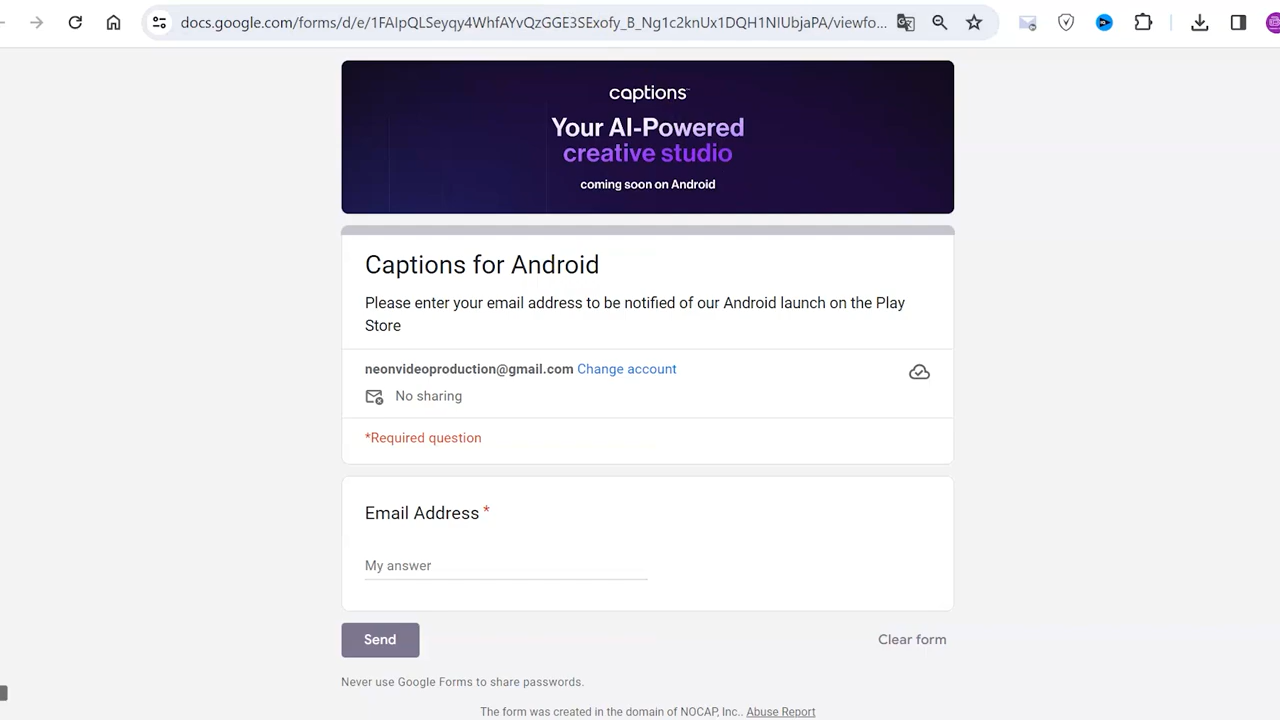 docs.google.com/forms/d/e/1FAIpQLSeyqy4WhfAYvQzGGE3SExofy_B_Ng1c2knUx1DQH1NIUbjaPA/viewfo...
captions™
Your AI-Powered
creative studio
coming soon on Android
Captions for Android
Please enter your email address to be notified of our Android launch on the Play
Store
neonvideoproduction@gmail.com Change account
No sharing
*Required question
Email Address *
My answer
Send
Clear form
Never use Google Forms to share passwords.
The form was created in the domain of NOCAP, Inc.. Abuse Report